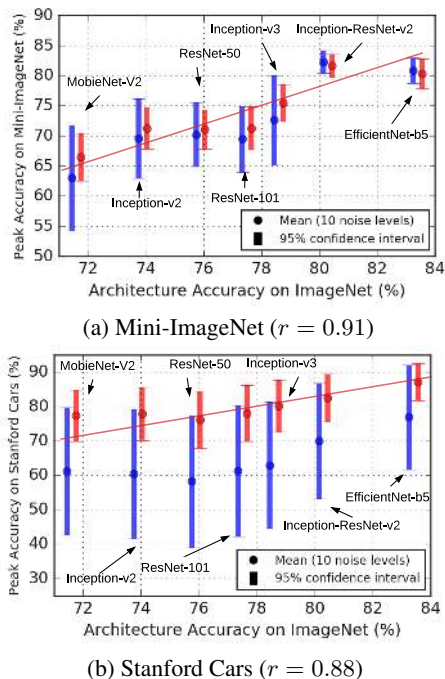 85
80
75
70
65
60
55
50
Peak Accuracy on Mini-ImageNet (%)
Inception-v3
ResNet-50
Inception-ResNet-v2
MobieNet-V2
EfficientNet-b5
Inception-v2
ResNet-101
Mean (10 noise levels)
95% confidence interval
72 74 76 78 80 82 84
Architecture Accuracy on ImageNet (%)
(a) Mini-ImageNet (r = 0.91)
90
80
70
60
50
40
30
Peak Accuracy on Stanford Cars (%)
MobieNet-V2
ResNet-50
Inception-v3
EfficientNet-b5
Inception-ResNet-v2
ResNet-101
Inception-v2
Mean (10 noise levels)
95% confidence interval
72 74 76 78 80 82
Architecture Accuracy on ImageNet (%)
(b) Stanford Cars (r = 0.88)